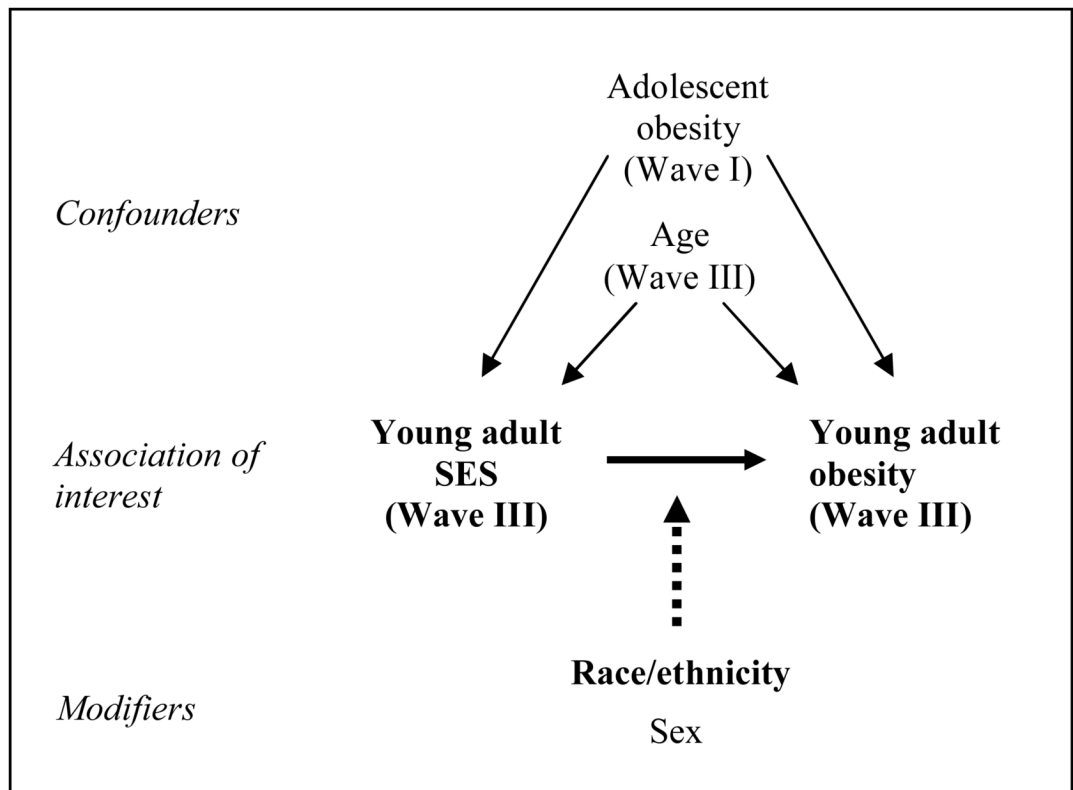 Adolescent
obesity
(Wave I)
Confounders
Age
(Wave III)
Young adult
SES
(Wave III)
Association of
interest
Young adult
obesity
(Wave III)
Race/ethnicity
Modifiers
Sex